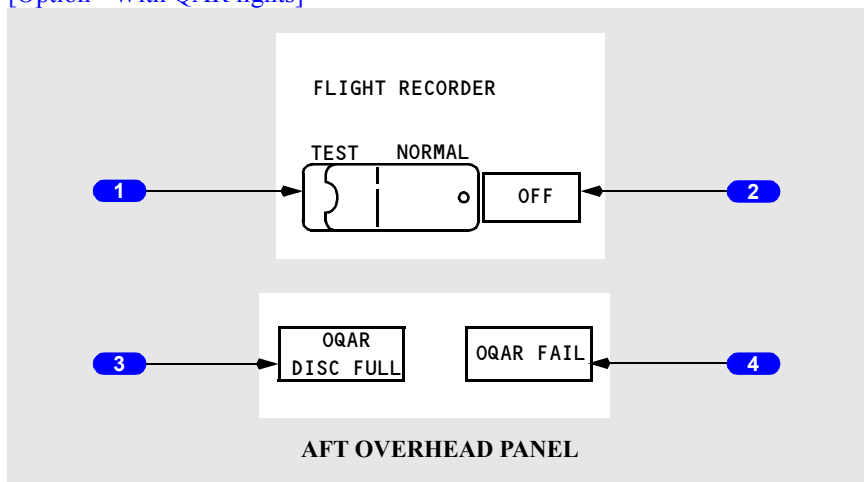 [Option - With QAR lights]
FLIGHT RECORDER
TEST NORMAL
1 OFF 2
OQAR
DISC FULL
OQAR FAIL
3 4
AFT OVERHEAD PANEL